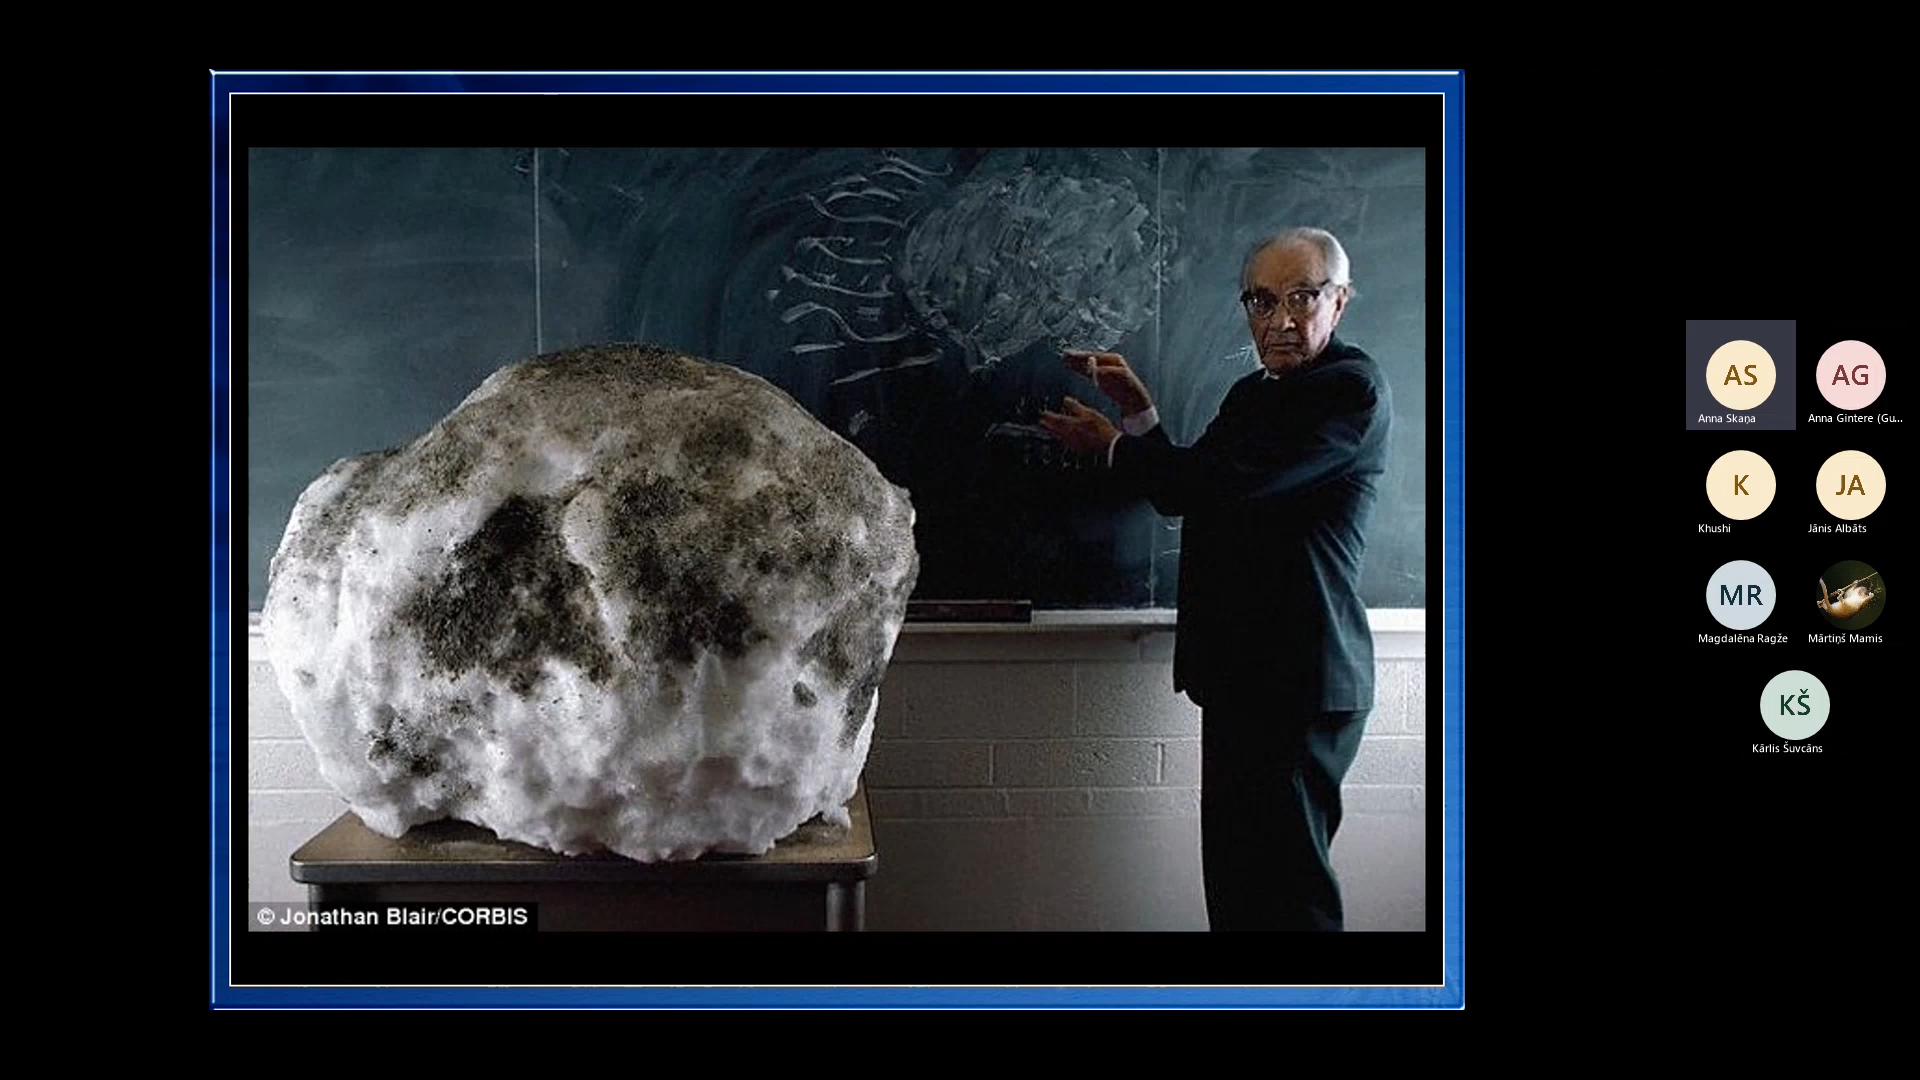 © Jonathan Blair/CORBIS
AS
Anna Skaņa
AG
Anna Gintere (Gu...
K
Khushi
JA
Jānis Albāts
MR
Magdalēna Ragže
Mārtiņš Mamis
KŠ
Kārlis Šuvcāns